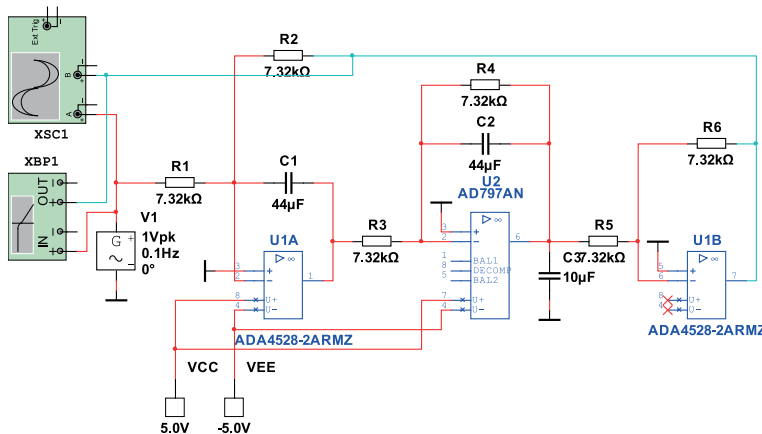 Ext Trig
B
A
XSC1
XBP1
OUT
IN
V1
G
1Vpk
0.1Hz
0°
R1
7.32kΩ
R2
7.32kΩ
C1
44µF
U1A
3
2
1
8
4
U+
U−
ADA4528-2ARMZ
VCC
VEE
5.0V
-5.0V
R3
7.32kΩ
R4
7.32kΩ
C2
44µF
U2
AD797AN
3
2
6
1
8
5
BAL1
DECOMP
BAL2
7
4
U+
U−
C3
10µF
R5
7.32kΩ
R6
7.32kΩ
U1B
5
6
7
8
4
U+
U−
ADA4528-2ARMZ